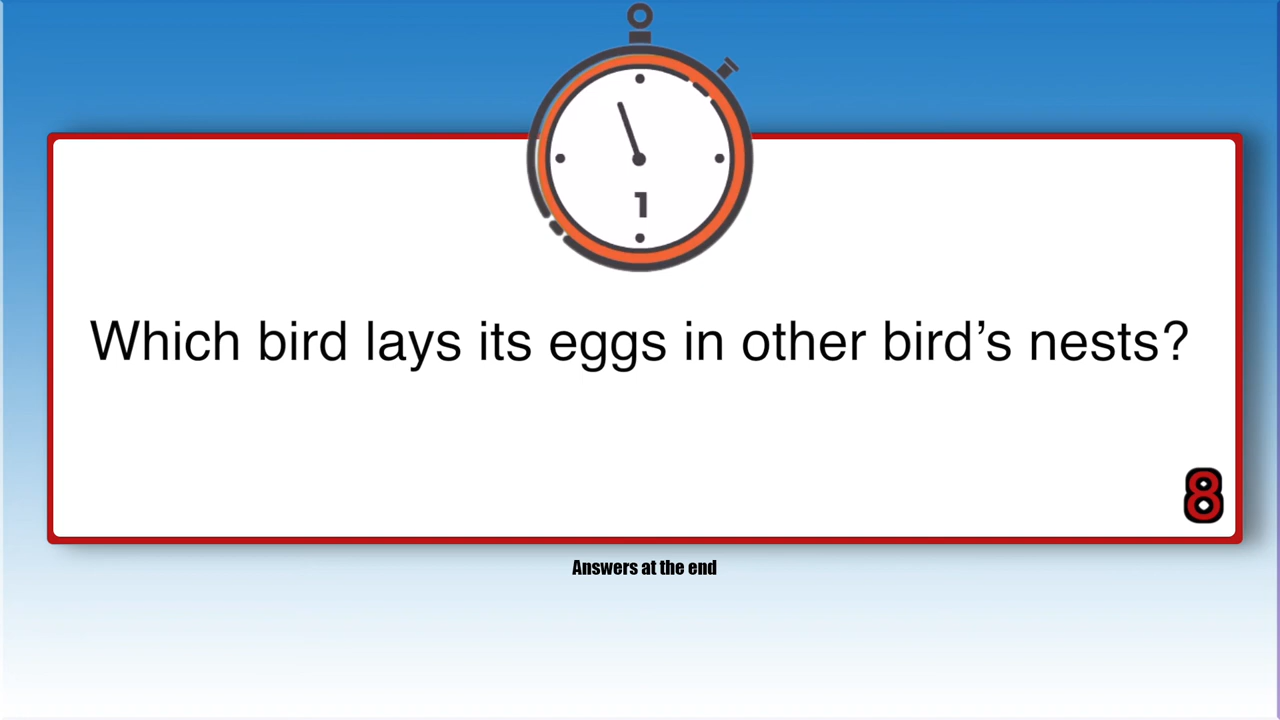 1
Which bird lays its eggs in other bird’s nests?
8
Answers at the end